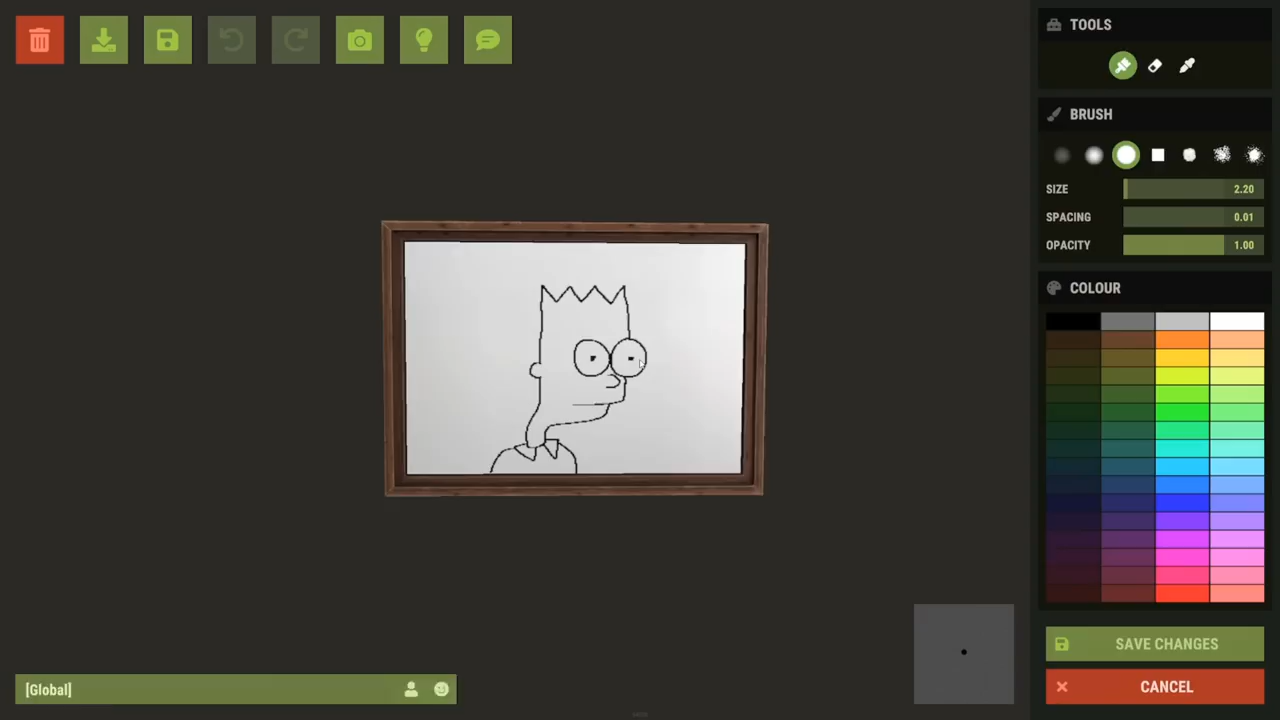 TOOLS
BRUSH
SIZE 2.20
SPACING 0.01
OPACITY 1.00
COLOUR
SAVE CHANGES
CANCEL
[Global]